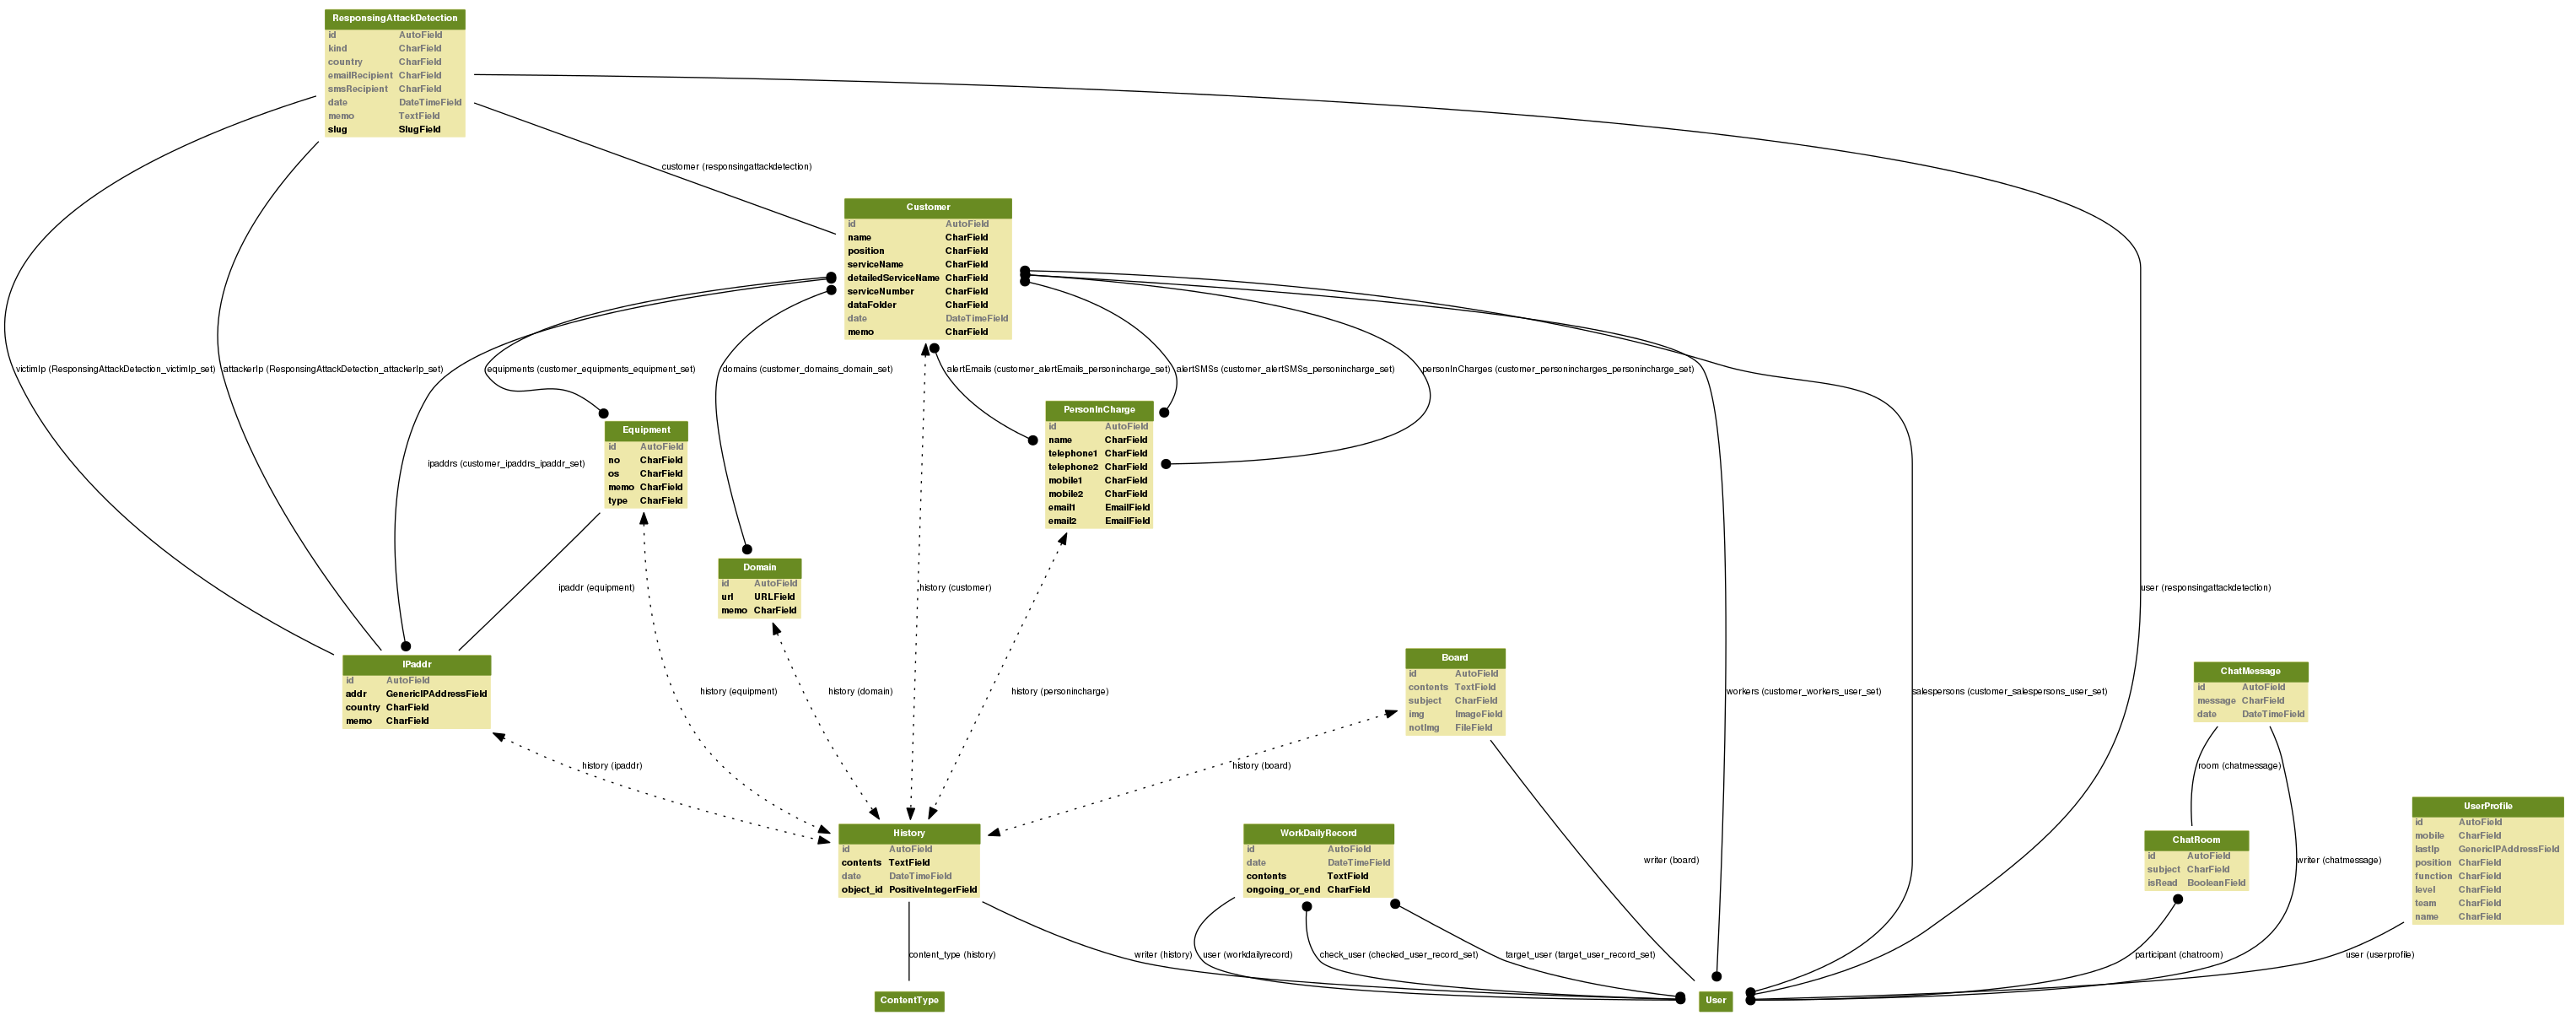 ResponsingAttackDetection
id AutoField
kind CharField
country CharField
emailRecipient CharField
smsRecipient CharField
date DateTimeField
memo TextField
slug SlugField
customer (responsingattackdetection)
Customer
id AutoField
name CharField
position CharField
serviceName CharField
detailedServiceName CharField
serviceNumber CharField
dataFolder CharField
date DateTimeField
memo CharField
victimIp (ResponsingAttackDetection_victimIp_set)
attackerIp (ResponsingAttackDetection_attackerIp_set)
equipments (customer_equipments_equipment_set)
domains (customer_domains_domain_set)
alertEmails (customer_alertEmails_personincharge_set)
alertSMSs (customer_alertSMSs_personincharge_set)
personInCharges (customer_personincharges_personincharge_set)
PersonInCharge
id AutoField
name CharField
telephone1 CharField
telephone2 CharField
mobile1 CharField
mobile2 CharField
email1 EmailField
email2 EmailField
Equipment
id AutoField
no CharField
os CharField
memo CharField
type CharField
ipaddrs (customer_ipaddrs_ipaddr_set)
Domain
id AutoField
url URLField
memo CharField
ipaddr (equipment)
history (customer)
user (responsingattackdetection)
IPaddr
id AutoField
addr GenericIPAddressField
country CharField
memo CharField
history (equipment)
history (domain)
history (personincharge)
Board
id AutoField
contents TextField
subject CharField
img ImageField
notImg FileField
workers (customer_workers_user_set)
salespersons (customer_salespersons_user_set)
ChatMessage
id AutoField
message CharField
date DateTimeField
history (ipaddr)
history (board)
room (chatmessage)
UserProfile
id AutoField
mobile CharField
lastIp GenericIPAddressField
position CharField
function CharField
level CharField
team CharField
name CharField
History
id AutoField
contents TextField
date DateTimeField
object_id PositiveIntegerField
WorkDailyRecord
id AutoField
date DateTimeField
contents TextField
ongoing_or_end CharField
writer (board)
ChatRoom
id AutoField
subject CharField
isRead BooleanField
writer (chatmessage)
content_type (history)
writer (history)
user (workdailyrecord)
check_user (checked_user_record_set)
target_user (target_user_record_set)
participant (chatroom)
user (userprofile)
ContentType
User